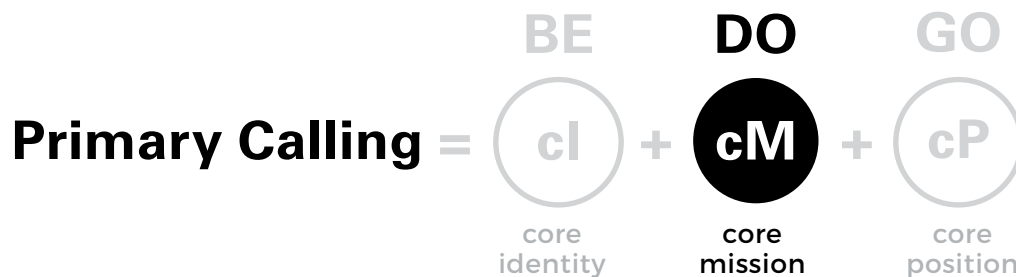 BE DO GO
Primary Calling = cI + cM + cP
core core core
identity mission position